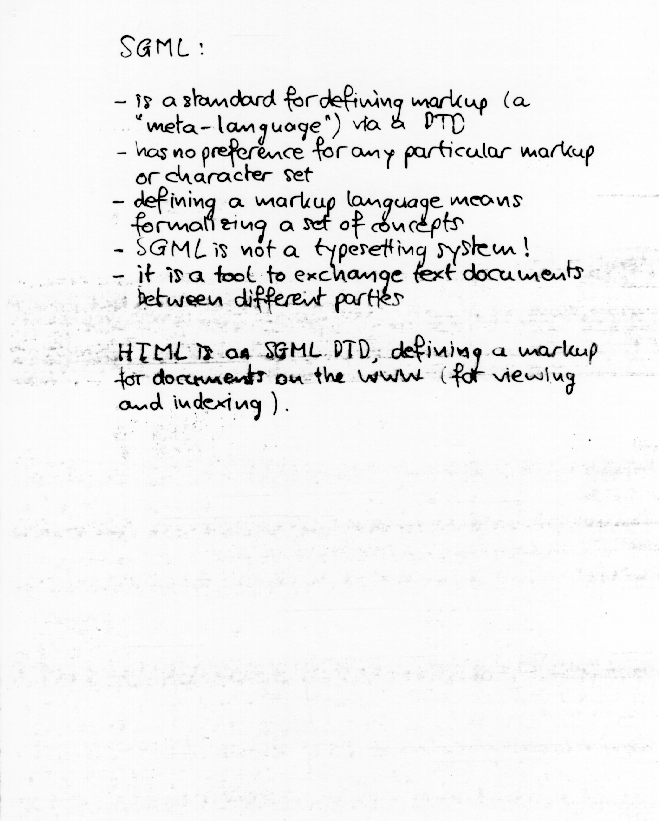 SGML:
- is a standard for defining markup (a
"meta-language") via a DTD
- has no preference for any particular markup
or character set
- defining a markup language means
formalizing a set of concepts
- SGML is not a typesetting system!
- it is a tool to exchange text documents
between different parties
HTML is an SGML DTD, defining a markup
for documents on the WWW (for viewing
and indexing).